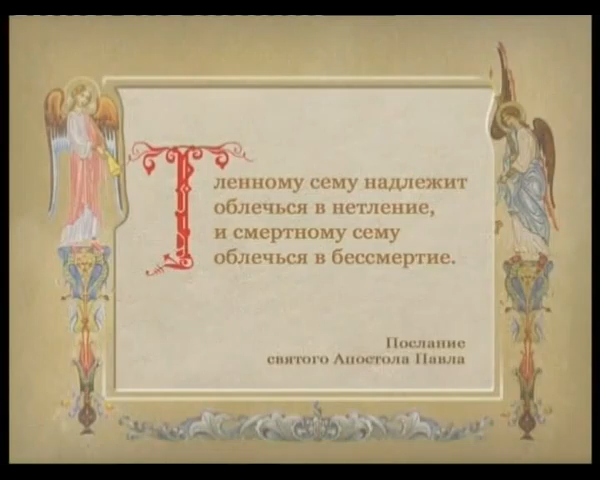 Тленному сему надлежит
облечься в нетление,
и смертному сему
облечься в бессмертие.
Послание
святого Апостола Павла